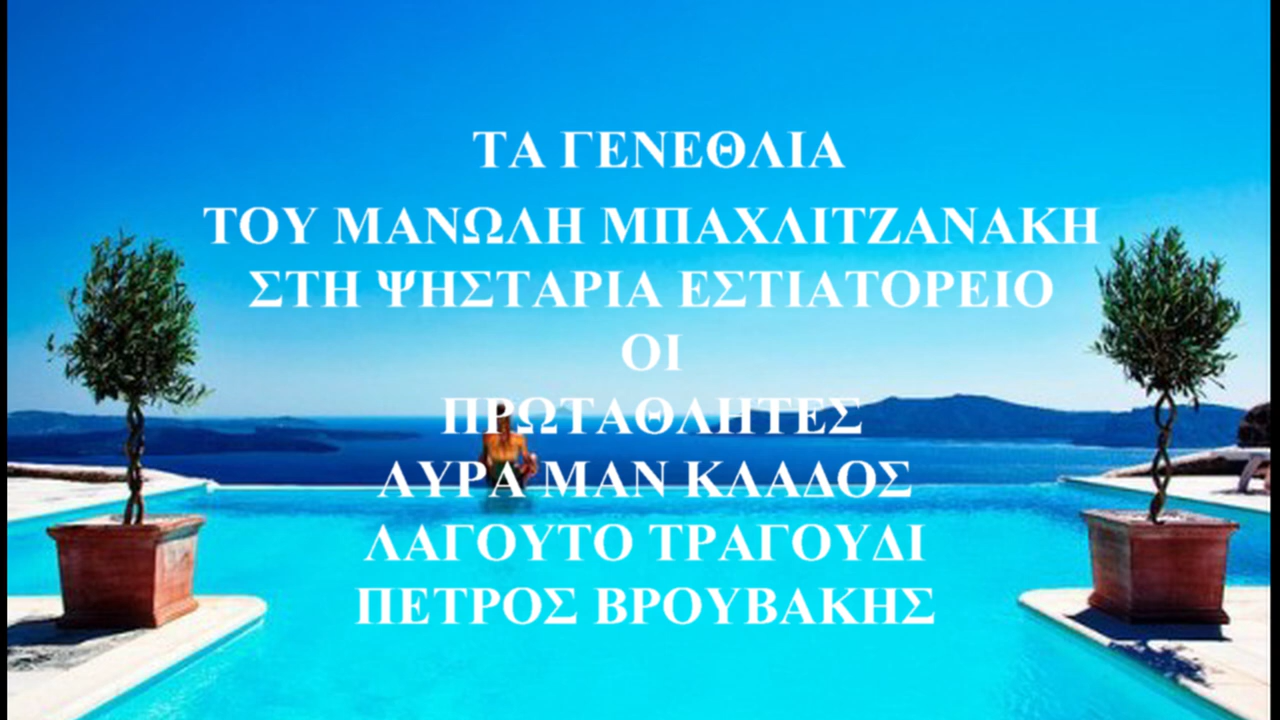 ΤΑ ΓΕΝΕΘΛΙΑ
ΤΟΥ ΜΑΝΩΛΗ ΜΠΑΧΛΙΤΖΑΝΑΚΗ
ΣΤΗ ΨΗΣΤΑΡΙΑ ΕΣΤΙΑΤΟΡΕΙΟ
ΟΙ
ΠΡΩΤΑΘΛΗΤΕΣ
ΛΥΡΑ ΜΑΝ ΚΛΑΔΟΣ
ΛΑΓΟΥΤΟ ΤΡΑΓΟΥΔΙ
ΠΕΤΡΟΣ ΒΡΟΥΒΑΚΗΣ